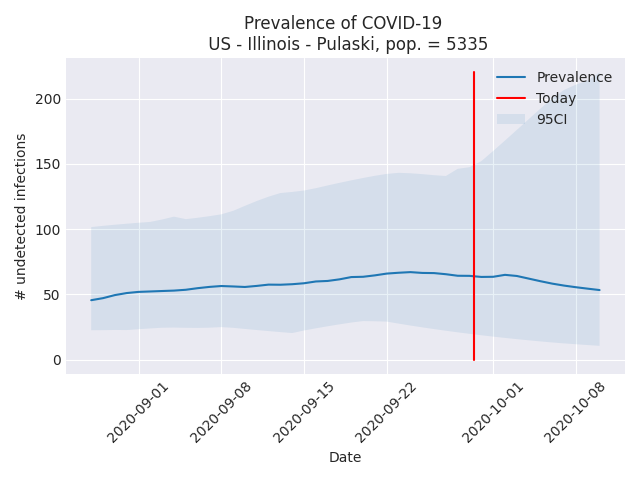 Prevalence of COVID-19
US - Illinois - Pulaski, pop. = 5335
Prevalence
Today
95CI
# undetected infections
200
150
100
50
0
2020-09-01
2020-09-08
2020-09-15
2020-09-22
2020-10-01
2020-10-08
Date